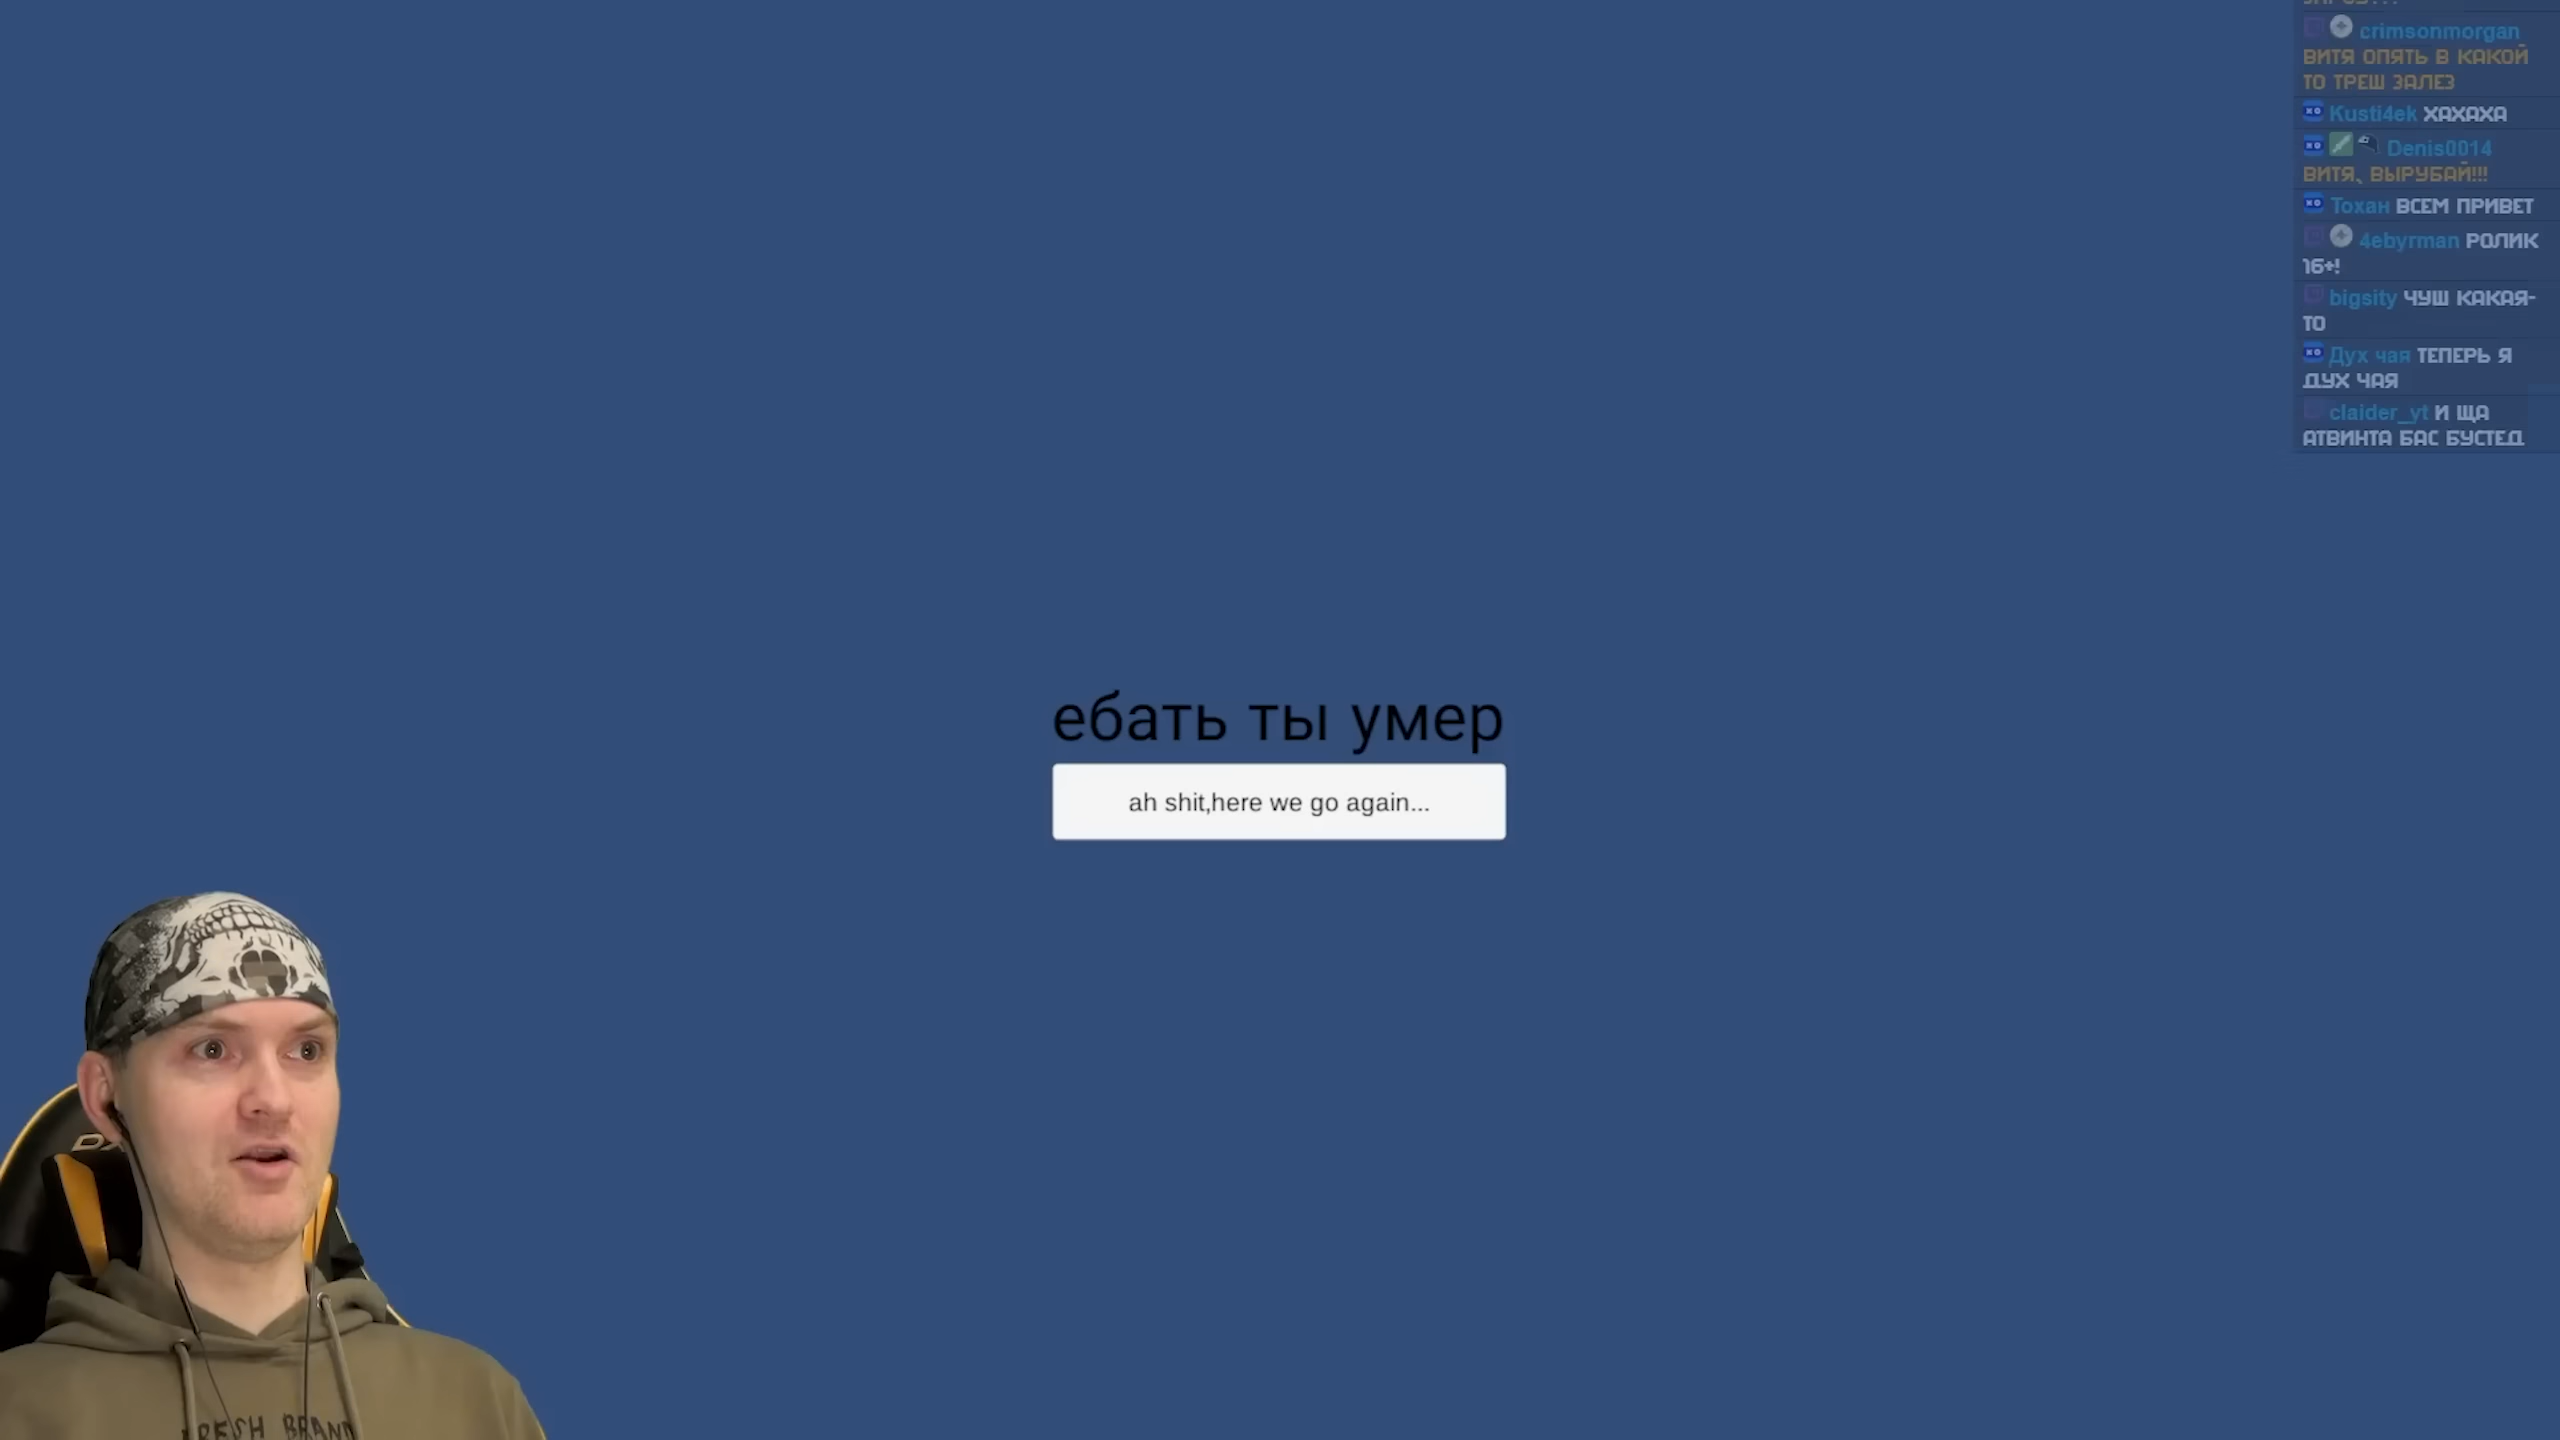 crimsonmorgan
ВИТЯ ОПЯТЬ В КАКОЙ
ТО ТРЕШ ЗАЛЕЗ
Kusti4ek ХАХАХА
Denis0014
ВИТЯ, ВЫРУБАЙ!!!
Тохан ВСЕМ ПРИВЕТ
4ebyrman РОЛИК
16+!
bigsity ЧУШ КАКАЯ-
ТО
Дух чая ТЕПЕРЬ Я
ДУХ ЧАЯ
claider_yt И ЩА
АТВИНТА БАС БУСТЕД
ебать ты умер
ah shit,here we go again...
FRESH BRAND